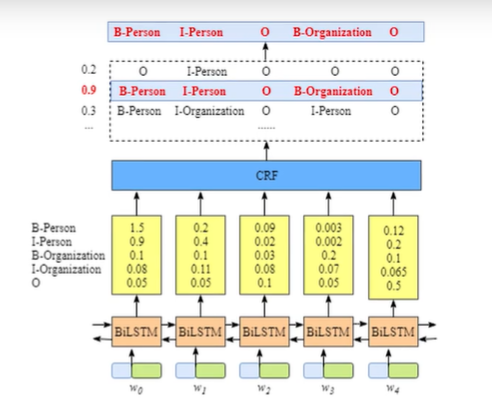 B-Person I-Person O B-Organization O
0.2 O I-Person O O O
0.9 B-Person I-Person O B-Organization O
0.3 B-Person I-Organization O I-Person O
... ......
CRF
B-Person 1.5 0.2 0.09 0.003 0.12
I-Person 0.9 0.4 0.02 0.002 0.2
B-Organization 0.1 0.1 0.03 0.2 0.1
I-Organization 0.08 0.11 0.08 0.07 0.065
O 0.05 0.05 0.1 0.05 0.5
BiLSTM BiLSTM BiLSTM BiLSTM BiLSTM
w0 w1 w2 w3 w4